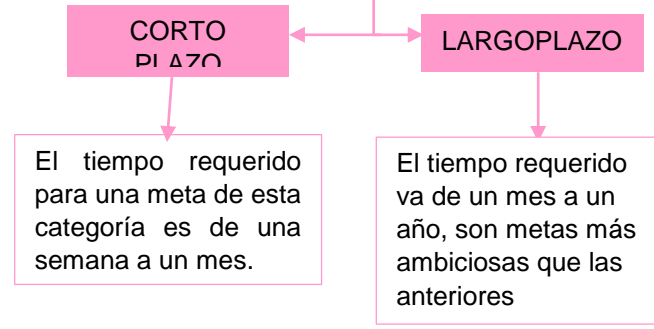 CORTO
PLAZO
LARGOPLAZO
El tiempo requerido
para una meta de esta
categoría es de una
semana a un mes.
El tiempo requerido
va de un mes a un
año, son metas más
ambiciosas que las
anteriores